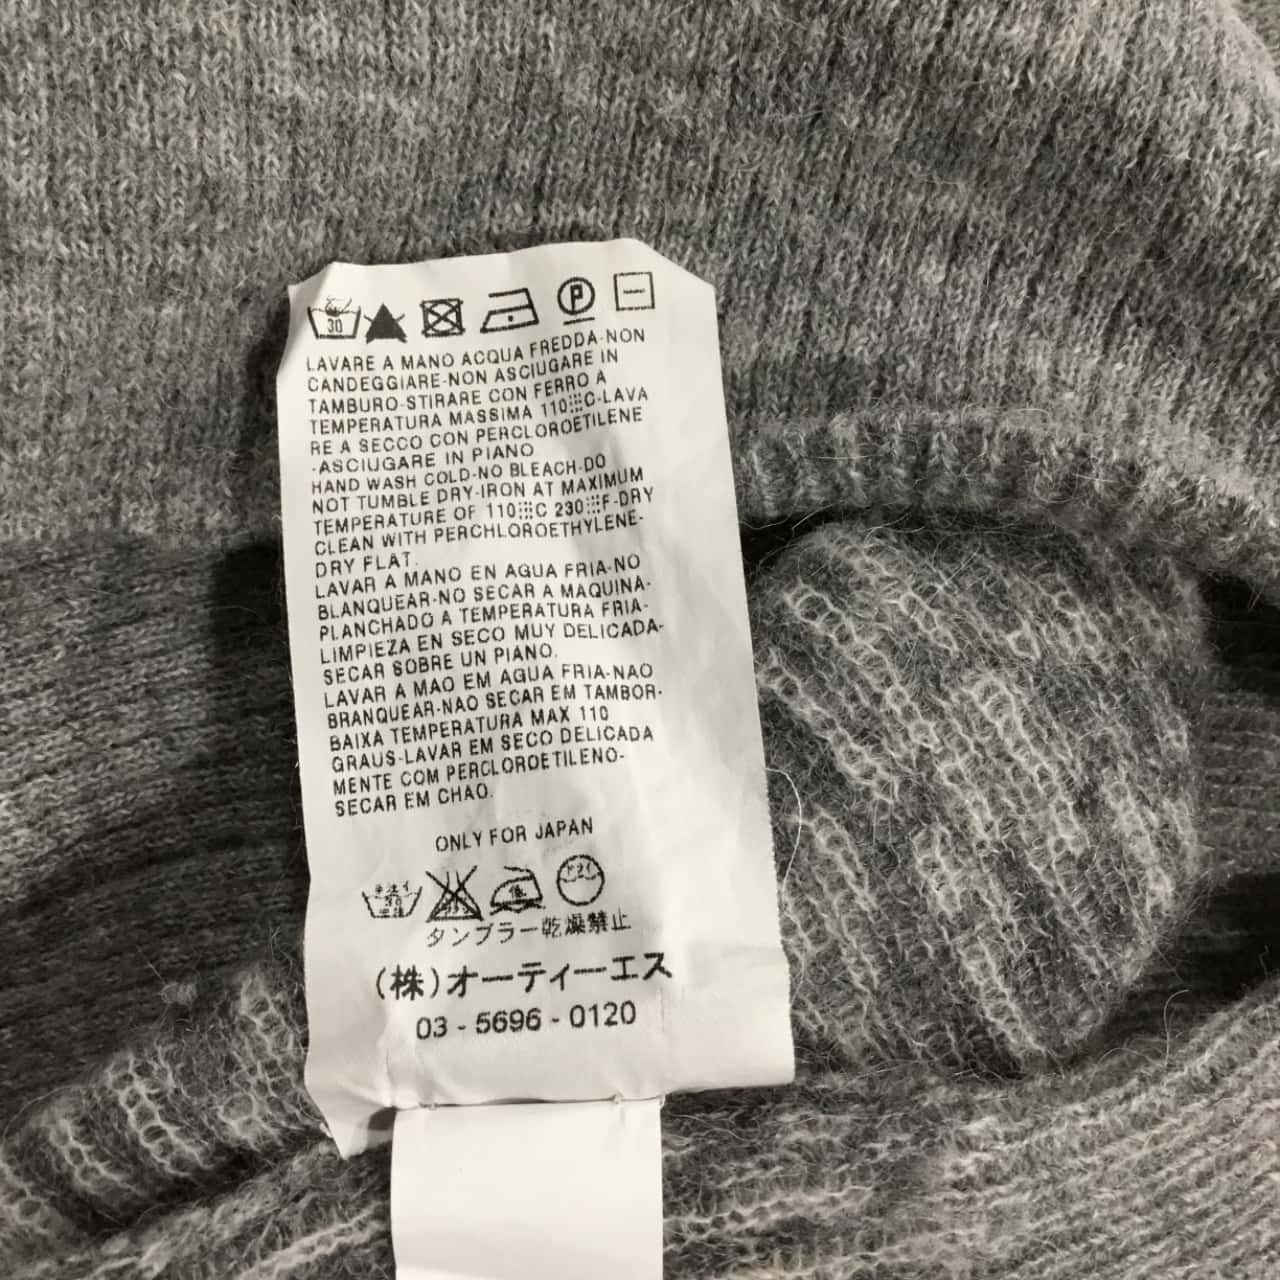 30
P
LAVARE A MANO ACQUA FREDDA-NON
CANDEGGIARE-NON ASCIUGARE IN
TAMBURO-STIRARE CON FERRO A
TEMPERATURA MASSIMA 110 C-LAVA
RE A SECCO CON PERCLOROETILENE
-ASCIUGARE IN PIANO
HAND WASH COLD-NO BLEACH-DO
NOT TUMBLE DRY-IRON AT MAXIMUM
TEMPERATURE OF 110 C 230 F-DRY
CLEAN WITH PERCHLOROETHYLENE-
DRY FLAT.
LAVAR A MANO EN AGUA FRIA-NO
BLANQUEAR-NO SECAR A MAQUINA-
PLANCHADO A TEMPERATURA FRIA-
LIMPIEZA EN SECO MUY DELICADA-
SECAR SOBRE UN PIANO.
LAVAR A MAO EM AGUA FRIA-NAO
BRANQUEAR-NAO SECAR EM TAMBOR-
BAIXA TEMPERATURA MAX 110
GRAUS-LAVAR EM SECO DELICADA
MENTE COM PERCLOROETILENO-
SECAR EM CHAO.
ONLY FOR JAPAN
タンブラー乾燥禁止
(株)オーティーエス
03 - 5696 - 0120